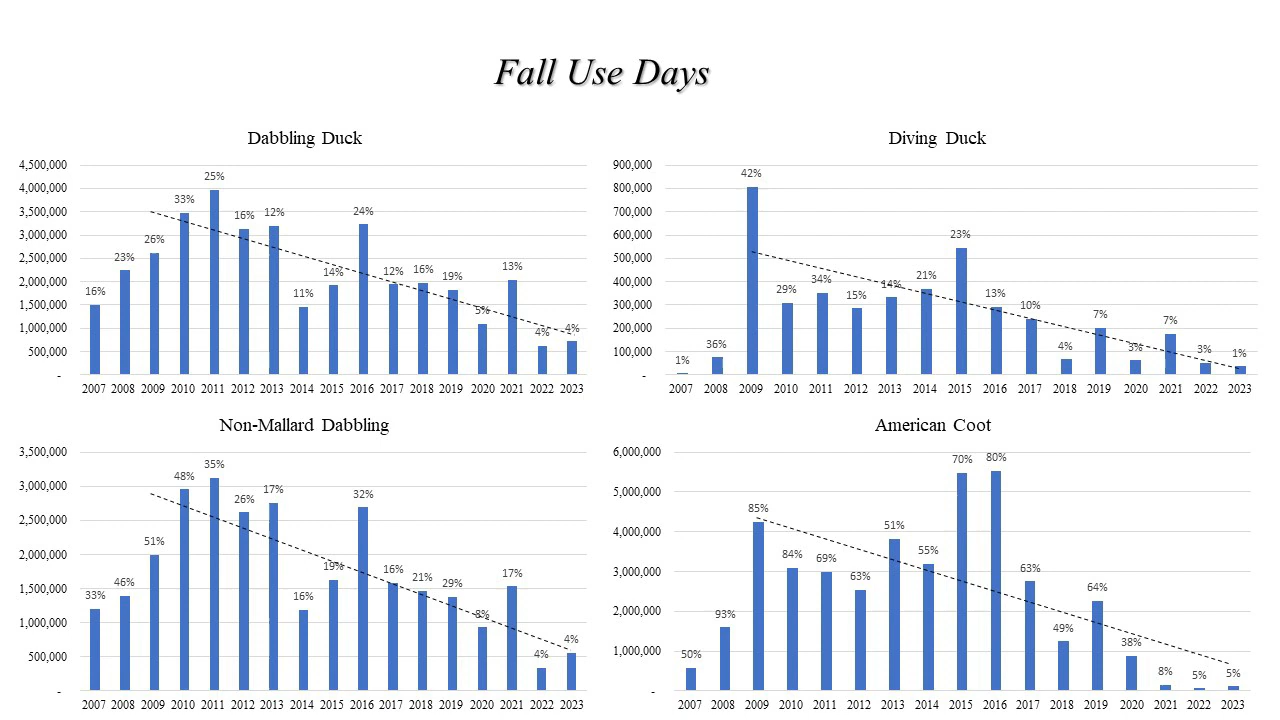 Fall Use Days
Dabbling Duck
4,500,000
4,000,000
3,500,000
3,000,000
2,500,000
2,000,000
1,500,000
1,000,000
500,000
-
16% 23% 26% 33% 25% 16% 12% 11% 14% 24% 12% 16% 19% 5% 13% 4% 4%
2007 2008 2009 2010 2011 2012 2013 2014 2015 2016 2017 2018 2019 2020 2021 2022 2023
Diving Duck
900,000
800,000
700,000
600,000
500,000
400,000
300,000
200,000
100,000
-
1% 36% 42% 29% 34% 15% 14% 21% 23% 13% 10% 4% 7% 3% 7% 3% 1%
2007 2008 2009 2010 2011 2012 2013 2014 2015 2016 2017 2018 2019 2020 2021 2022 2023
Non-Mallard Dabbling
3,500,000
3,000,000
2,500,000
2,000,000
1,500,000
1,000,000
500,000
-
33% 46% 51% 48% 35% 26% 17% 16% 19% 32% 16% 21% 29% 8% 17% 4% 4%
2007 2008 2009 2010 2011 2012 2013 2014 2015 2016 2017 2018 2019 2020 2021 2022 2023
American Coot
6,000,000
5,000,000
4,000,000
3,000,000
2,000,000
1,000,000
-
50% 93% 85% 84% 69% 63% 51% 55% 70% 80% 63% 49% 64% 38% 8% 5% 5%
2007 2008 2009 2010 2011 2012 2013 2014 2015 2016 2017 2018 2019 2020 2021 2022 2023